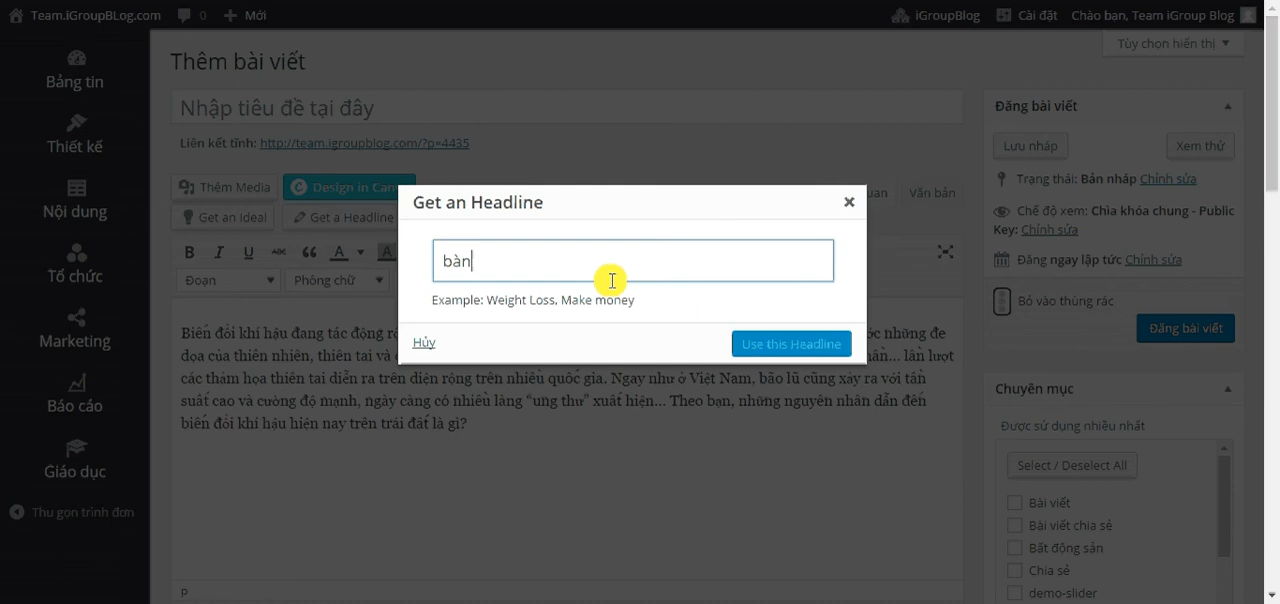 Team.iGroupBLog.com 0 Mới iGroupBlog Cài đặt Chào bạn, Team iGroup Blog
Tùy chọn hiển thị
Thêm bài viết
Nhập tiêu đề tại đây
Liên kết tĩnh: http://team.igroupblog.com/?p=4435
Thêm Media Design in Can
Văn bản
Get an Ideal Get a Headline
B I U ABC A A
Đoạn Phông chữ
Get an Headline
bàn
Example: Weight Loss, Make money
Hủy Use this Headline
Biến đổi khí hậu đang tác động những đe
dọa của thiên nhiên, thiên tai và lần lượt
các thảm họa thiên tai diễn ra trên diện rộng trên nhiều quốc gia. Ngay như ở Việt Nam, bão lũ cũng xảy ra với tần
suất cao và cường độ mạnh, ngày càng có nhiều làng “ung thư” xuất hiện... Theo bạn, những nguyên nhân dẫn đến
biến đổi khí hậu hiện nay trên trái đất là gì?
p
Bảng tin
Thiết kế
Nội dung
Tổ chức
Marketing
Báo cáo
Giáo dục
Thu gọn trình đơn
Đăng bài viết
Lưu nháp Xem thử
Trạng thái: Bản nháp Chỉnh sửa
Chế độ xem: Chìa khóa chung - Public
Key: Chỉnh sửa
Đăng ngay lập tức Chỉnh sửa
Bỏ vào thùng rác
Đăng bài viết
Chuyên mục
Được sử dụng nhiều nhất
Select / Deselect All
Bài viết
Bài viết chia sẻ
Bất động sản
Chia sẻ
demo-slider